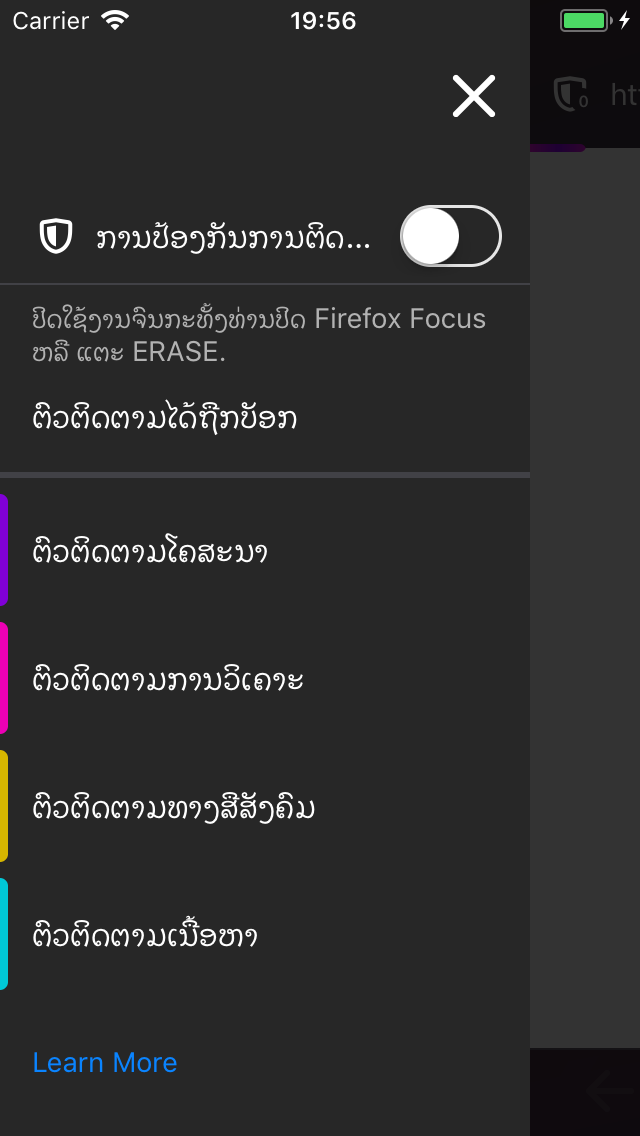 Carrier 19:56
ການປ້ອງກັນການຕິດ...
0 ht
ປິດໃຊ້ງານຈົນກະທັ້ງທ່ານປິດ Firefox Focus
ຫລື ແຕະ ERASE.
ຕົວຕິດຕາມໄດ້ຖືກບັອກ
ຕົວຕິດຕາມໂຄສະນາ
ຕົວຕິດຕາມການວິເຄາະ
ຕົວຕິດຕາມທາງສື່ສັງຄົມ
ຕົວຕິດຕາມເນື້ອຫາ
Learn More